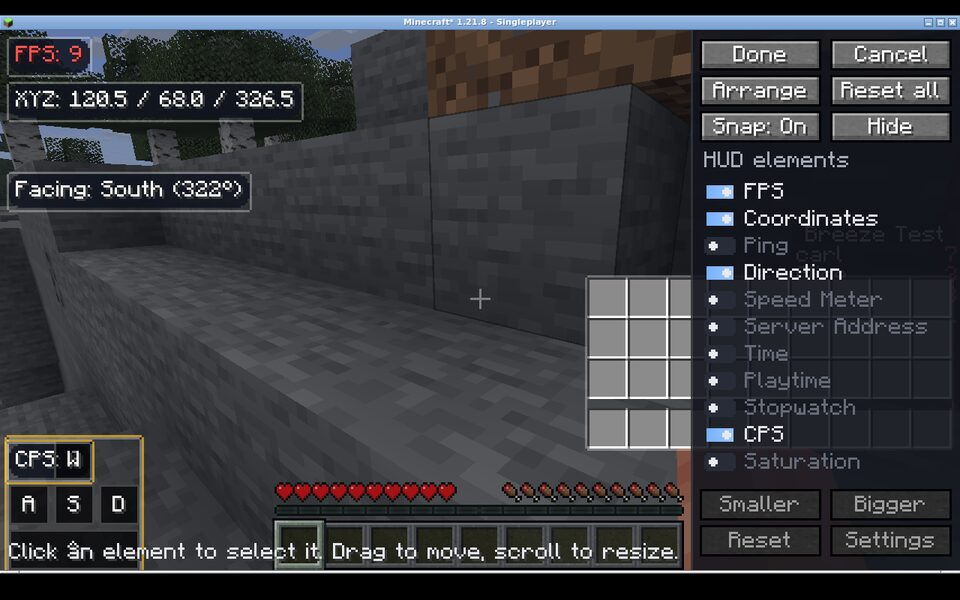 Minecraft* 1.21.8 - Singleplayer
FPS: 9
XYZ: 120.5 / 68.0 / 326.5
Facing: South (322°)
Done
Cancel
Arrange
Reset all
Snap: On
Hide
HUD elements
FPS
Coordinates
Ping
Breeze Test
carl
Direction
Speed Meter
Server Address
Time
Playtime
Stopwatch
CPS
Saturation
CPS: W
A S D
Click an element to select it. Drag to move, scroll to resize.
Smaller
Bigger
Reset
Settings